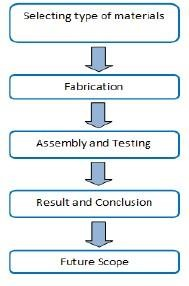 Selecting type of materials
Fabrication
Assembly and Testing
Result and Conclusion
Future Scope